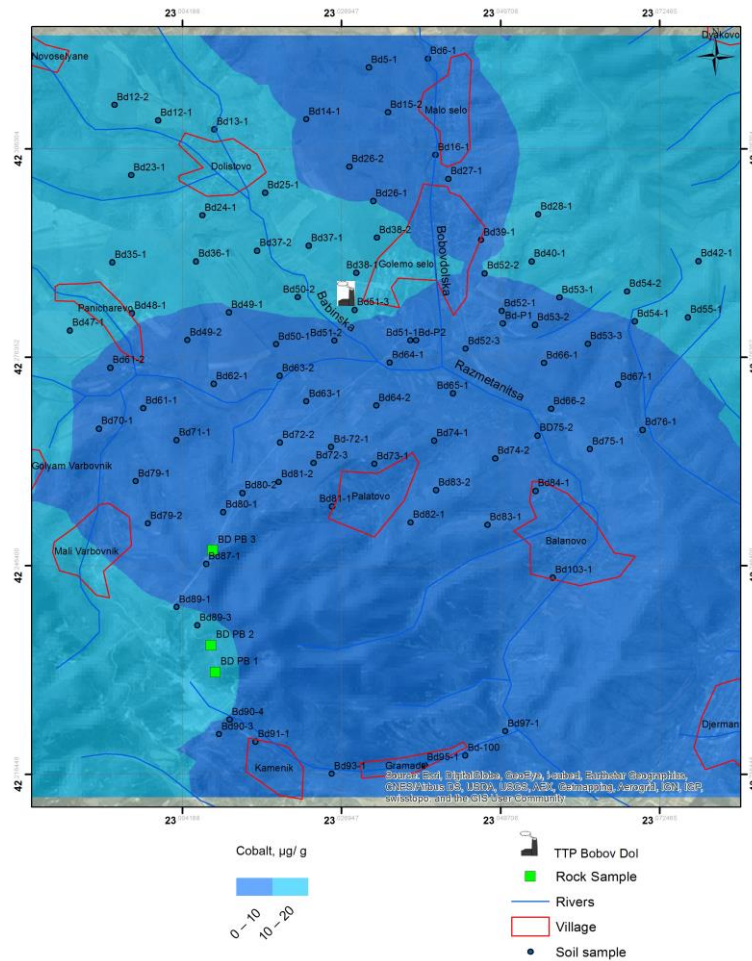 23.004188 23.026947 23.049706 23.072465
Dyakovo
Novoselyane
Bd6-1
Bd5-1
Bd12-2
Bd15-2
Malo selo
Bd12-1
Bd14-1
Bd13-1
Bd16-1
Dolistovo
Bd26-2
Bd23-1
Bd27-1
Bd25-1
Bd26-1
Bd24-1
Bd28-1
Bobovdolska
Bd38-2
Bd39-1
Bd37-2
Bd37-1
Bd35-1
Bd36-1
Bd38-1
Golemo selo
Bd40-1
Bd42-1
Bd52-2
Bd50-2
Babinska
Bd53-1
Bd54-2
Panicharevo
Bd48-1
Bd49-1
Bd51-3
Bd52-1
Bd47-1
Bd-P1
Bd53-2
Bd54-1
Bd55-1
Bd49-2
Bd50-1
Bd51-2
Bd51-1
Bd-P2
Bd52-3
Bd53-3
Bd61-2
Bd64-1
Bd66-1
Bd62-1
Bd63-2
Razmetanitsa
Bd67-1
Bd61-1
Bd63-1
Bd64-2
Bd65-1
Bd66-2
Bd70-1
Bd71-1
Bd72-2
Bd-72-1
Bd74-1
BD75-2
Bd76-1
Bd75-1
Golyam Varbovnik
Bd72-3
Bd73-1
Bd74-2
Bd79-1
Bd80-2
Bd81-2
Palatovo
Bd83-2
Bd84-1
Bd79-2
Bd80-1
Bd81-1
Bd82-1
Bd83-1
Mali Varbovnik
BD PB 3
Balanovo
Bd87-1
Bd103-1
Bd89-1
Bd89-3
BD PB 2
BD PB 1
Bd90-4
Bd90-3
Bd91-1
Bd97-1
Djerman
Bd-100
Kamenik
Bd93-1
Bd95-1
Source: Esri, DigitalGlobe, GeoEye, i-cubed, Earthstar Geographics,
CNES/Airbus DS, USDA, USGS, AEX, Getmapping, Aerogrid, IGN, IGP,
swisstopo, and the GIS User Community
23.004188 23.026947 23.049706 23.072465
Cobalt, µg/ g
0 – 10
10 – 20
TTP Bobov Dol
Rock Sample
Rivers
Village
Soil sample